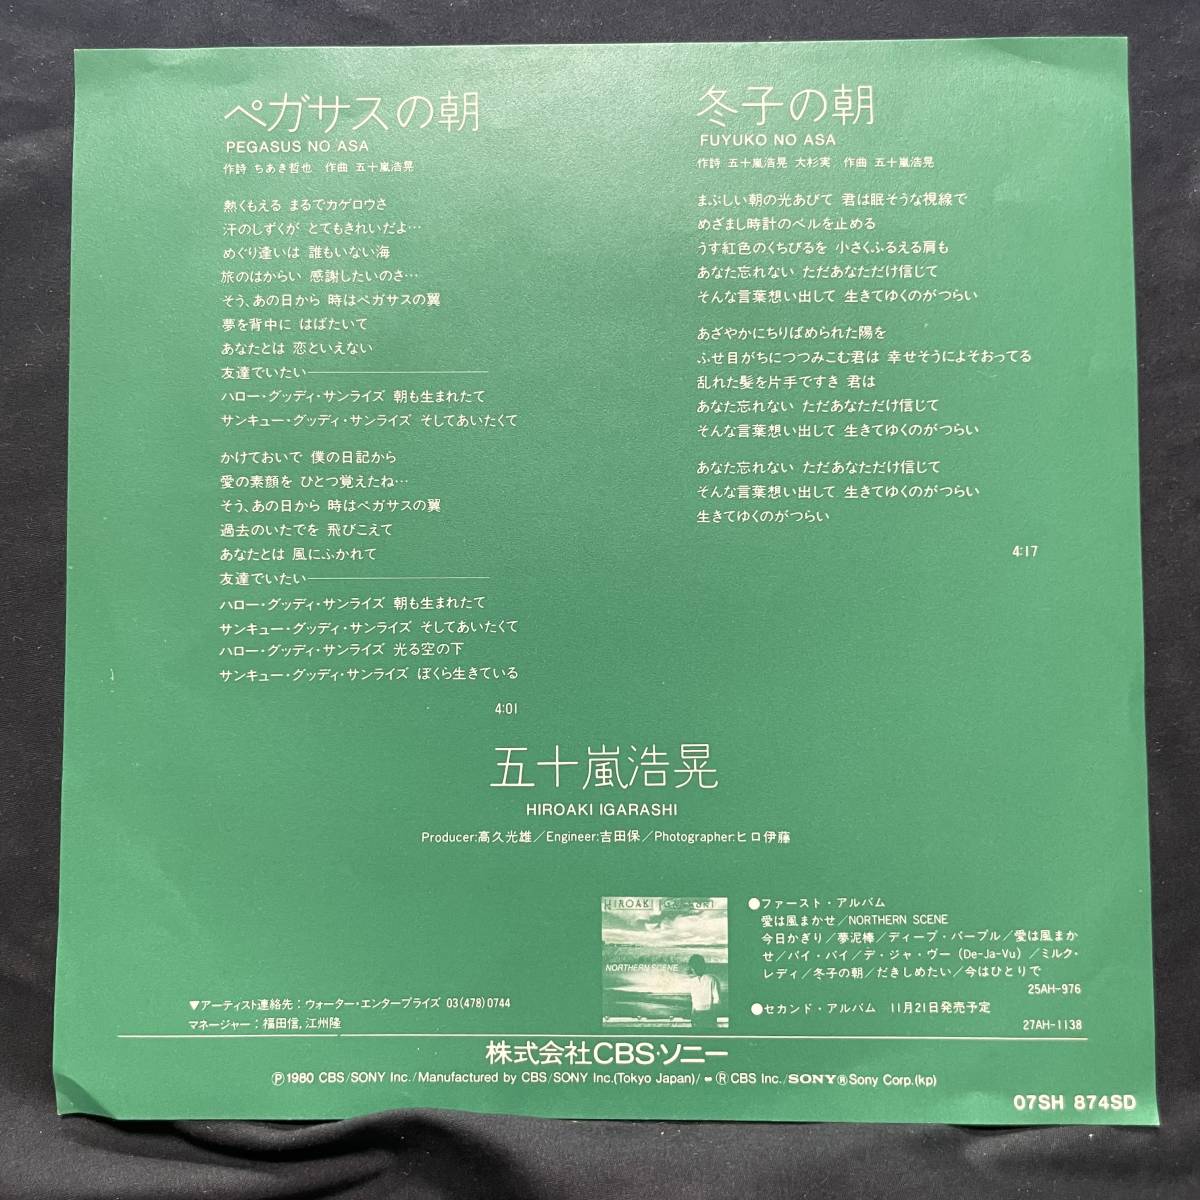 ペガサスの朝
PEGASUS NO ASA
作詩 ちあき哲也 作曲 五十嵐浩晃
熱くもえる まるでカゲロウさ
汗のしずくが とてもきれいだよ…
めぐり逢いは 誰もいない海
旅のはからい 感謝したいのさ…
そう、あの日から 時はペガサスの翼
夢を背中に はばたいて
あなたとは 恋といえない
友達でいたい――――――
ハロー・グッディ・サンライズ 朝も生まれたて
サンキュー・グッディ・サンライズ そしてあいたくて
かけておいで 僕の日記から
愛の素顔を ひとつ覚えたね…
そう、あの日から 時はペガサスの翼
過去のいたでを 飛びこえて
あなたとは 風にふかれて
友達でいたい――――――
ハロー・グッディ・サンライズ 朝も生まれたて
サンキュー・グッディ・サンライズ そしてあいたくて
ハロー・グッディ・サンライズ 光る空の下
サンキュー・グッディ・サンライズ ぼくら生きている
4:01
冬子の朝
FUYUKO NO ASA
作詩 五十嵐浩晃 大杉実 作曲 五十嵐浩晃
まぶしい朝の光あびて 君は眠そうな視線で
めざまし時計のベルを止める
うす紅色のくちびるを 小さくふるえる肩も
あなた忘れない ただあなただけ信じて
そんな言葉想い出して 生きてゆくのがつらい
あざやかにちりばめられた陽を
ふせ目がちにつつみこむ君は 幸せそうによそおってる
乱れた髪を片手ですき 君は
あなた忘れない ただあなただけ信じて
そんな言葉想い出して 生きてゆくのがつらい
あなた忘れない ただあなただけ信じて
そんな言葉想い出して 生きてゆくのがつらい
生きてゆくのがつらい
4:17
五十嵐浩晃
HIROAKI IGARASHI
Producer:高久光雄／Engineer:吉田保／Photographer:ヒロ伊藤
HIROAKI IGARASHI
NORTHERN SCENE
●ファースト・アルバム
愛は風まかせ／NORTHERN SCENE
今日かぎり／夢泥棒／ディープ・パープル／愛は風まか
せ／バイ・バイ／デ・ジャ・ヴー (De-Ja-Vu)／ミルク・
レディ／冬子の朝／だきしめたい／今はひとりで
25AH-976
●セカンド・アルバム 11月21日発売予定
27AH-1138
▼アーティスト連絡先：ウォーター・エンタープライズ 03(478)0744
マネージャー：福田信, 江州隆
株式会社CBS・ソニー
Ⓟ1980 CBS/SONY Inc./Manufactured by CBS/SONY Inc.(Tokyo Japan)/ ® CBS Inc./SONY®Sony Corp.(kp)
07SH 874SD